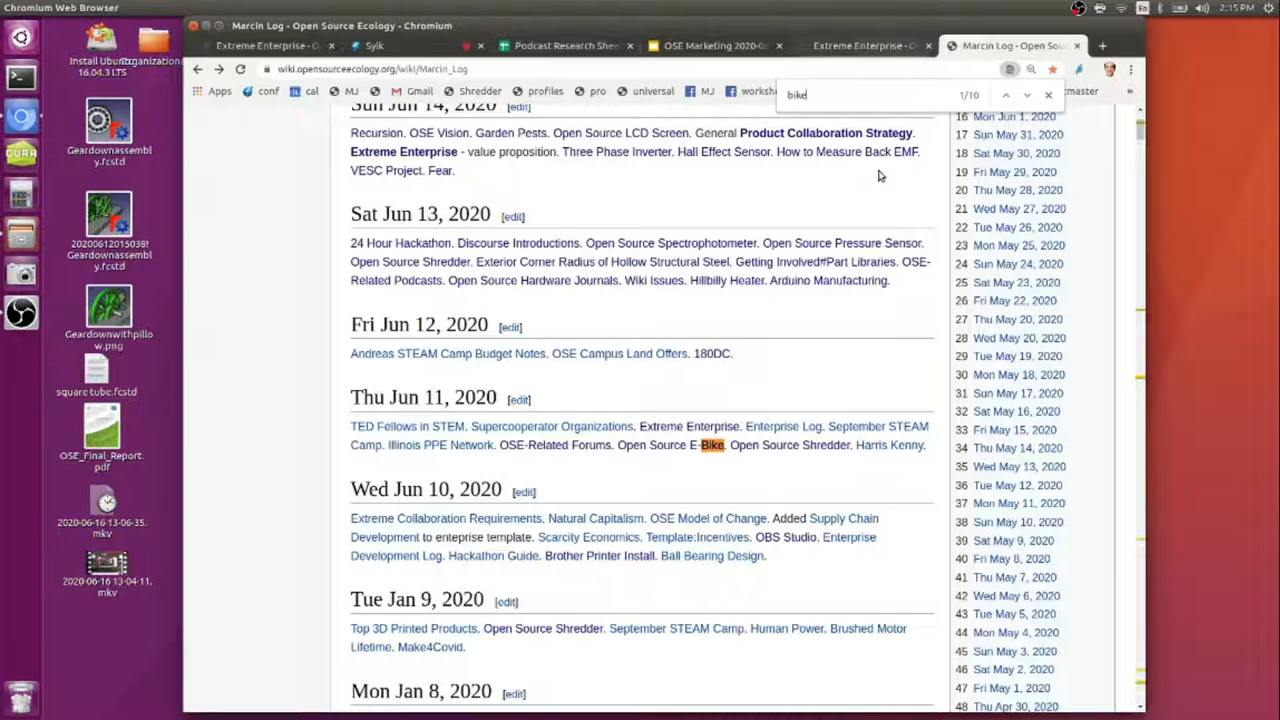 Chromium Web Browser
En
2:15 PM
Marcin Log - Open Source Ecology - Chromium
Extreme Enterprise - O
Sylk
Podcast Research Shee
OSE Marketing 2020-0
Extreme Enterprise - O
Marcin Log - Open Sou
wiki.opensourceecology.org/wiki/Marcin_Log
Apps
conf
cal
MJ
Gmail
Shredder
profiles
pro
universal
MJ
worksh
master
bike
1/10
Install Ubuntu
16.04.3 LTS
Organizationa
Geardownassembl
y.fcstd
20200612015038!
Geardownassembl
y.fcstd
Geardownwithpillo
w.png
square tube.fcstd
OSE_Final_Report.
pdf
2020-06-16 13-06-35.
mkv
2020-06-16 13-04-11.
mkv
CURA
Sun Jun 14, 2020 [edit]
Recursion. OSE Vision. Garden Pests. Open Source LCD Screen. General Product Collaboration Strategy.
Extreme Enterprise - value proposition. Three Phase Inverter. Hall Effect Sensor. How to Measure Back EMF.
VESC Project. Fear.
Sat Jun 13, 2020 [edit]
24 Hour Hackathon. Discourse Introductions. Open Source Spectrophotometer. Open Source Pressure Sensor.
Open Source Shredder. Exterior Corner Radius of Hollow Structural Steel. Getting Involved#Part Libraries. OSE-
Related Podcasts. Open Source Hardware Journals. Wiki Issues. Hillbilly Heater. Arduino Manufacturing.
Fri Jun 12, 2020 [edit]
Andreas STEAM Camp Budget Notes. OSE Campus Land Offers. 180DC.
Thu Jun 11, 2020 [edit]
TED Fellows in STEM. Supercooperator Organizations. Extreme Enterprise. Enterprise Log. September STEAM
Camp. Illinois PPE Network. OSE-Related Forums. Open Source E-Bike. Open Source Shredder. Harris Kenny.
Wed Jun 10, 2020 [edit]
Extreme Collaboration Requirements. Natural Capitalism. OSE Model of Change. Added Supply Chain
Development to enteprise template. Scarcity Economics. Template:Incentives. OBS Studio. Enterprise
Development Log. Hackathon Guide. Brother Printer Install. Ball Bearing Design.
Tue Jan 9, 2020 [edit]
Top 3D Printed Products. Open Source Shredder. September STEAM Camp. Human Power. Brushed Motor
Lifetime. Make4Covid.
Mon Jan 8, 2020 [edit]
16 Mon Jun 1, 2020
17 Sun May 31, 2020
18 Sat May 30, 2020
19 Fri May 29, 2020
20 Thu May 28, 2020
21 Wed May 27, 2020
22 Tue May 26, 2020
23 Mon May 25, 2020
24 Sun May 24, 2020
25 Sat May 23, 2020
26 Fri May 22, 2020
27 Thu May 20, 2020
28 Wed May 20, 2020
29 Tue May 19, 2020
30 Mon May 18, 2020
31 Sun May 17, 2020
32 Sat May 16, 2020
33 Fri May 15, 2020
34 Thu May 14, 2020
35 Wed May 13, 2020
36 Tue May 12, 2020
37 Mon May 11, 2020
38 Sun May 10, 2020
39 Sat May 9, 2020
40 Fri May 8, 2020
41 Thu May 7, 2020
42 Wed May 6, 2020
43 Tue May 5, 2020
44 Mon May 4, 2020
45 Sun May 3, 2020
46 Sat May 2, 2020
47 Fri May 1, 2020
48 Thu Apr 30, 2020